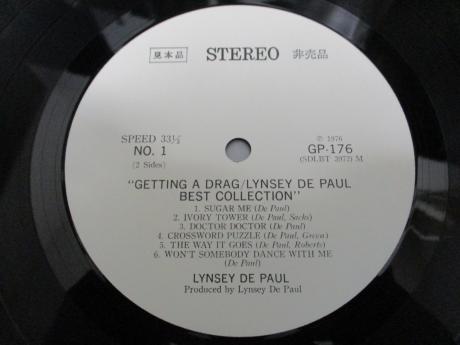 見本品 STEREO 非売品
SPEED 33⅓ ℗ 1976
NO. 1 GP-176
(2 Sides) (SDLBT 3972) M
"GETTING A DRAG/LYNSEY DE PAUL
BEST COLLECTION"
1. SUGAR ME (De Paul)
2. IVORY TOWER (De Paul, Sacks)
3. DOCTOR DOCTOR (De Paul)
4. CROSSWORD PUZZLE (De Paul, Green)
5. THE WAY IT GOES (De Paul, Roberts)
6. WON'T SOMEBODY DANCE WITH ME
(De Paul)
LYNSEY DE PAUL
Produced by Lynsey De Paul